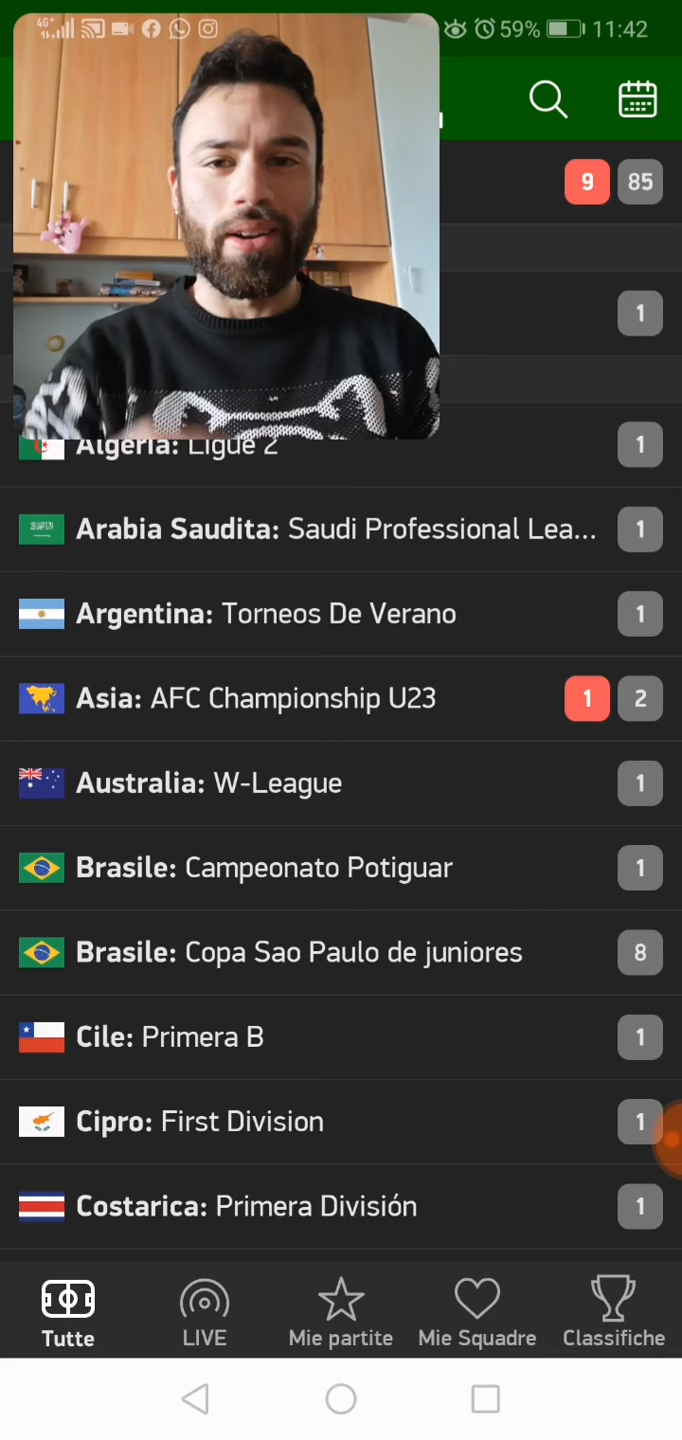 4G+ 59% 11:42
9 85
1
Algeria: Ligue 2 1
Arabia Saudita: Saudi Professional Lea... 1
Argentina: Torneos De Verano 1
Asia: AFC Championship U23 1 2
Australia: W-League 1
Brasile: Campeonato Potiguar 1
Brasile: Copa Sao Paulo de juniores 8
Cile: Primera B 1
Cipro: First Division 1
Costarica: Primera División 1
Tutte LIVE Mie partite Mie Squadre Classifiche